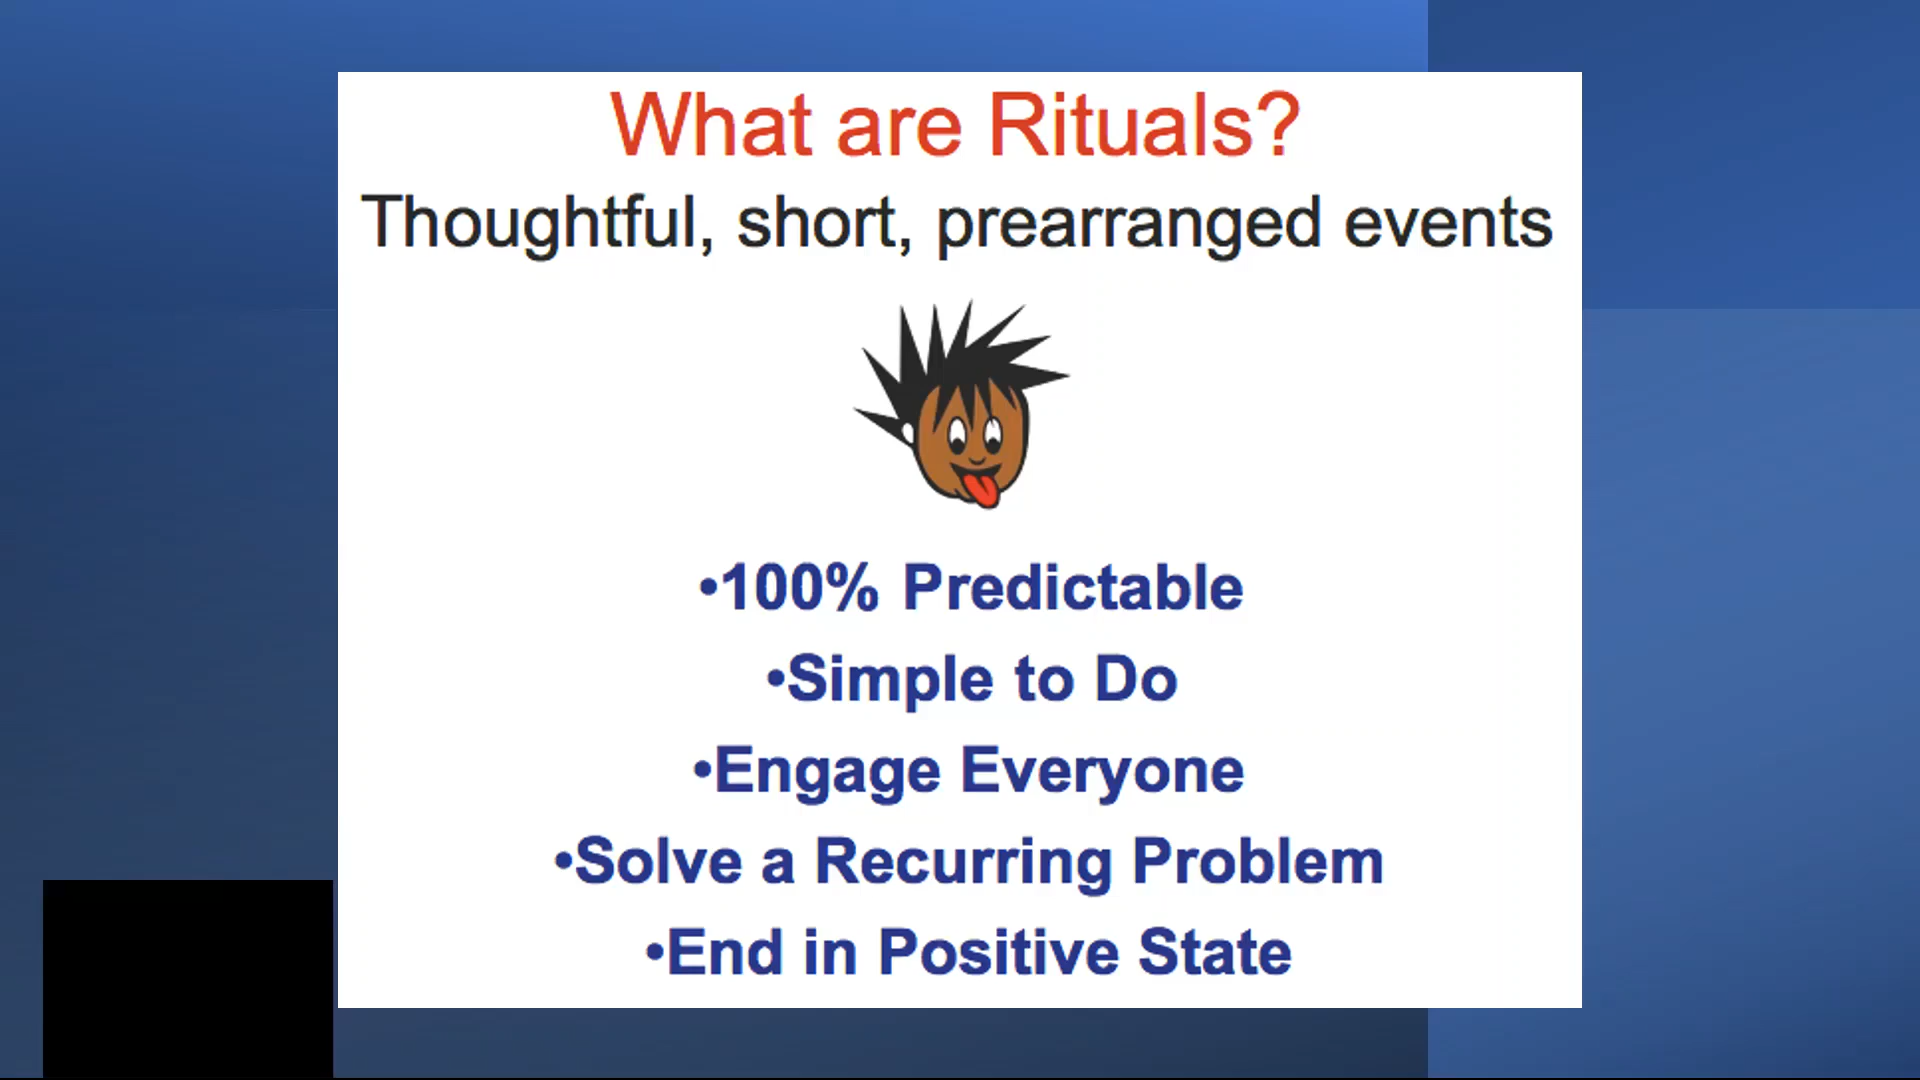 What are Rituals?
Thoughtful, short, prearranged events
•100% Predictable
•Simple to Do
•Engage Everyone
•Solve a Recurring Problem
•End in Positive State